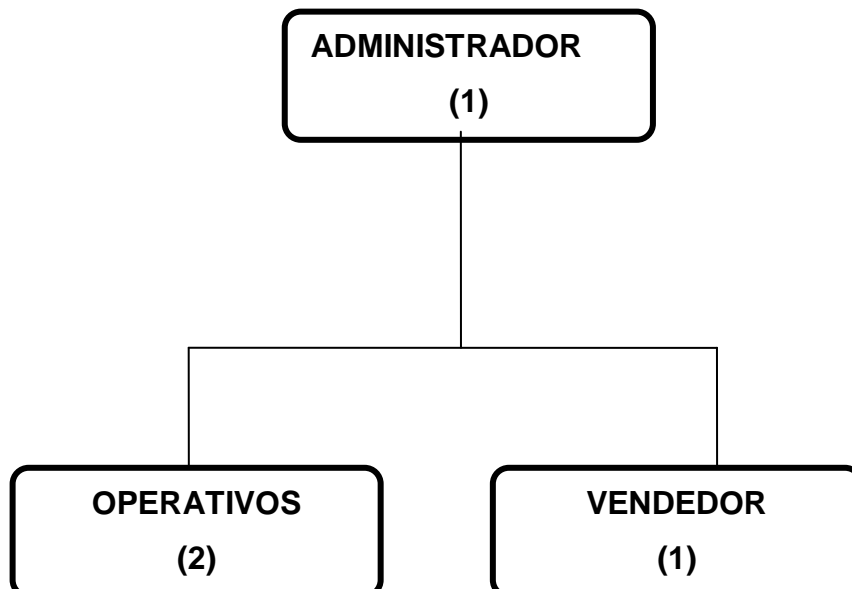 ADMINISTRADOR
(1)
OPERATIVOS
(2)
VENDEDOR
(1)